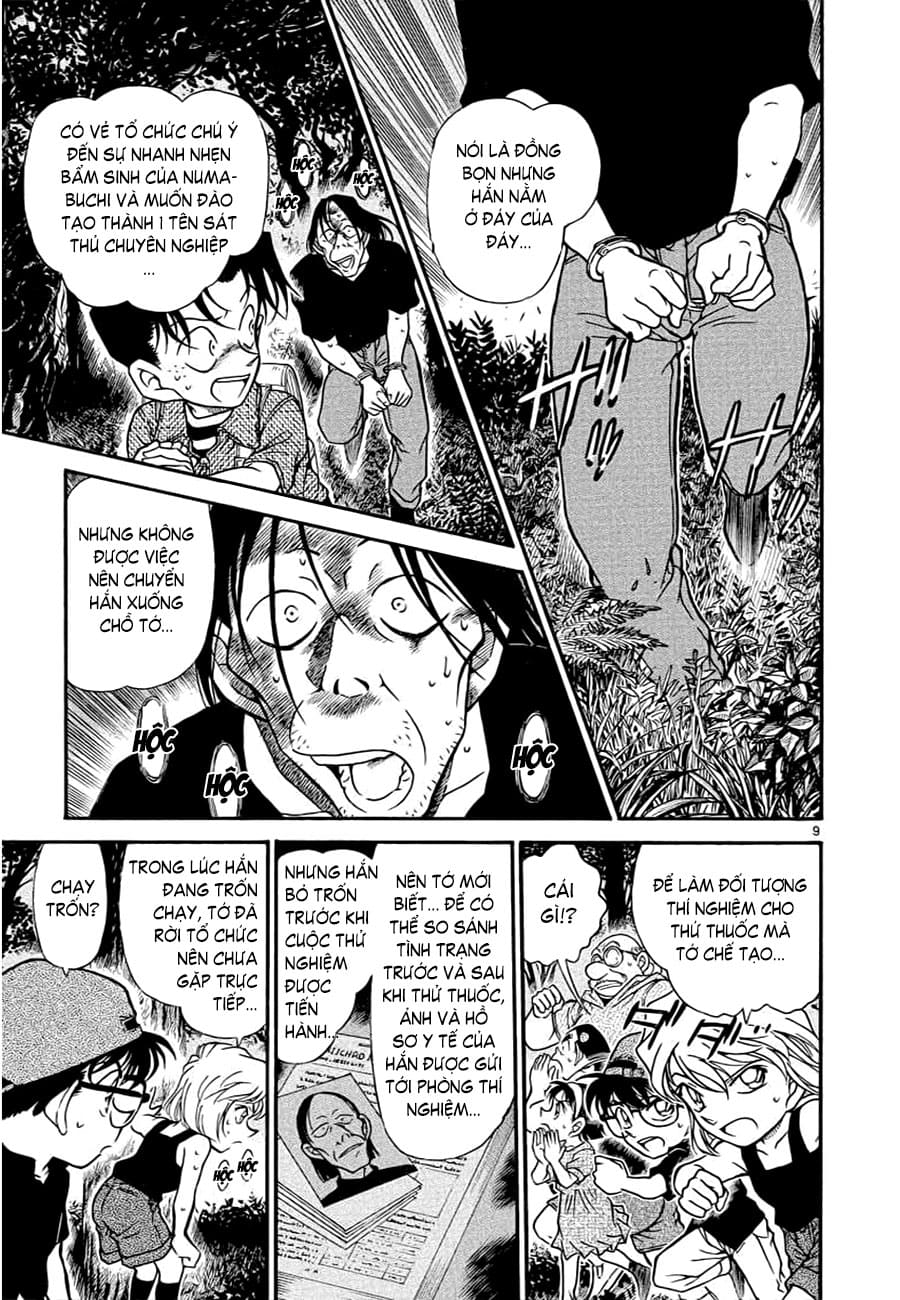 NÓI LÀ ĐỒNG
BỌN NHƯNG
HẮN NẰM
Ở ĐÁY CỦA
ĐÁY...
CÓ VẺ TỔ CHỨC CHÚ Ý
ĐẾN SỰ NHANH NHẸN
BẨM SINH CỦA NUMA-
BUCHI VÀ MUỐN ĐÀO
TẠO THÀNH 1 TÊN SÁT
THỦ CHUYÊN NGHIỆP
...
HỘC
HỘC
HỘC
NHƯNG KHÔNG
ĐƯỢC VIỆC
NÊN CHUYỂN
HẮN XUỐNG
CHỖ TỚ...
HỘC
HỘC
HỘC
9
ĐỂ LÀM ĐỐI TƯỢNG
THÍ NGHIỆM CHO
THỨ THUỐC MÀ
TỚ CHẾ TẠO...
CÁI
GÌ!?
NÊN TỚ MỚI
BIẾT... ĐỂ CÓ
THỂ SO SÁNH
TÌNH TRẠNG
TRƯỚC VÀ SAU
KHI THỬ THUỐC,
ẢNH VÀ HỒ
SƠ Y TẾ CỦA
HẮN ĐƯỢC GỬI
TỚI PHÒNG THÍ
NGHIỆM...
NHƯNG HẮN
BỎ TRỐN
TRƯỚC KHI
CUỘC THỬ
NGHIỆM
ĐƯỢC
TIẾN
HÀNH...
TRONG LÚC HẮN
ĐANG TRỐN
CHẠY, TỚ ĐÃ
RỜI TỔ CHỨC
NÊN CHƯA
GẶP TRỰC
TIẾP...
CHẠY
TRỐN?
HỘC
HỘC